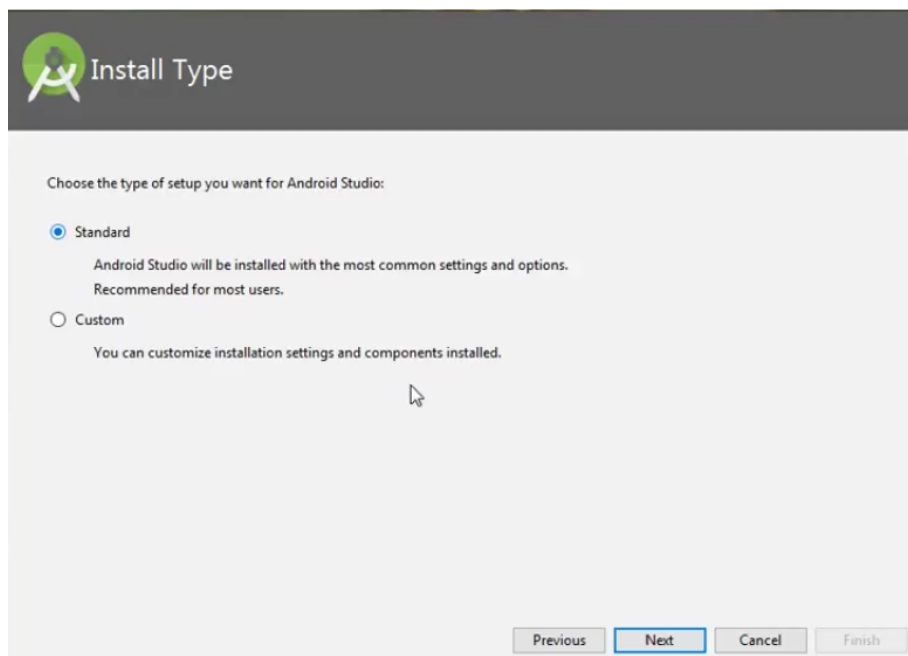 Install Type
Choose the type of setup you want for Android Studio:
Standard
Android Studio will be installed with the most common settings and options.
Recommended for most users.
Custom
You can customize installation settings and components installed.
Previous Next Cancel Finish